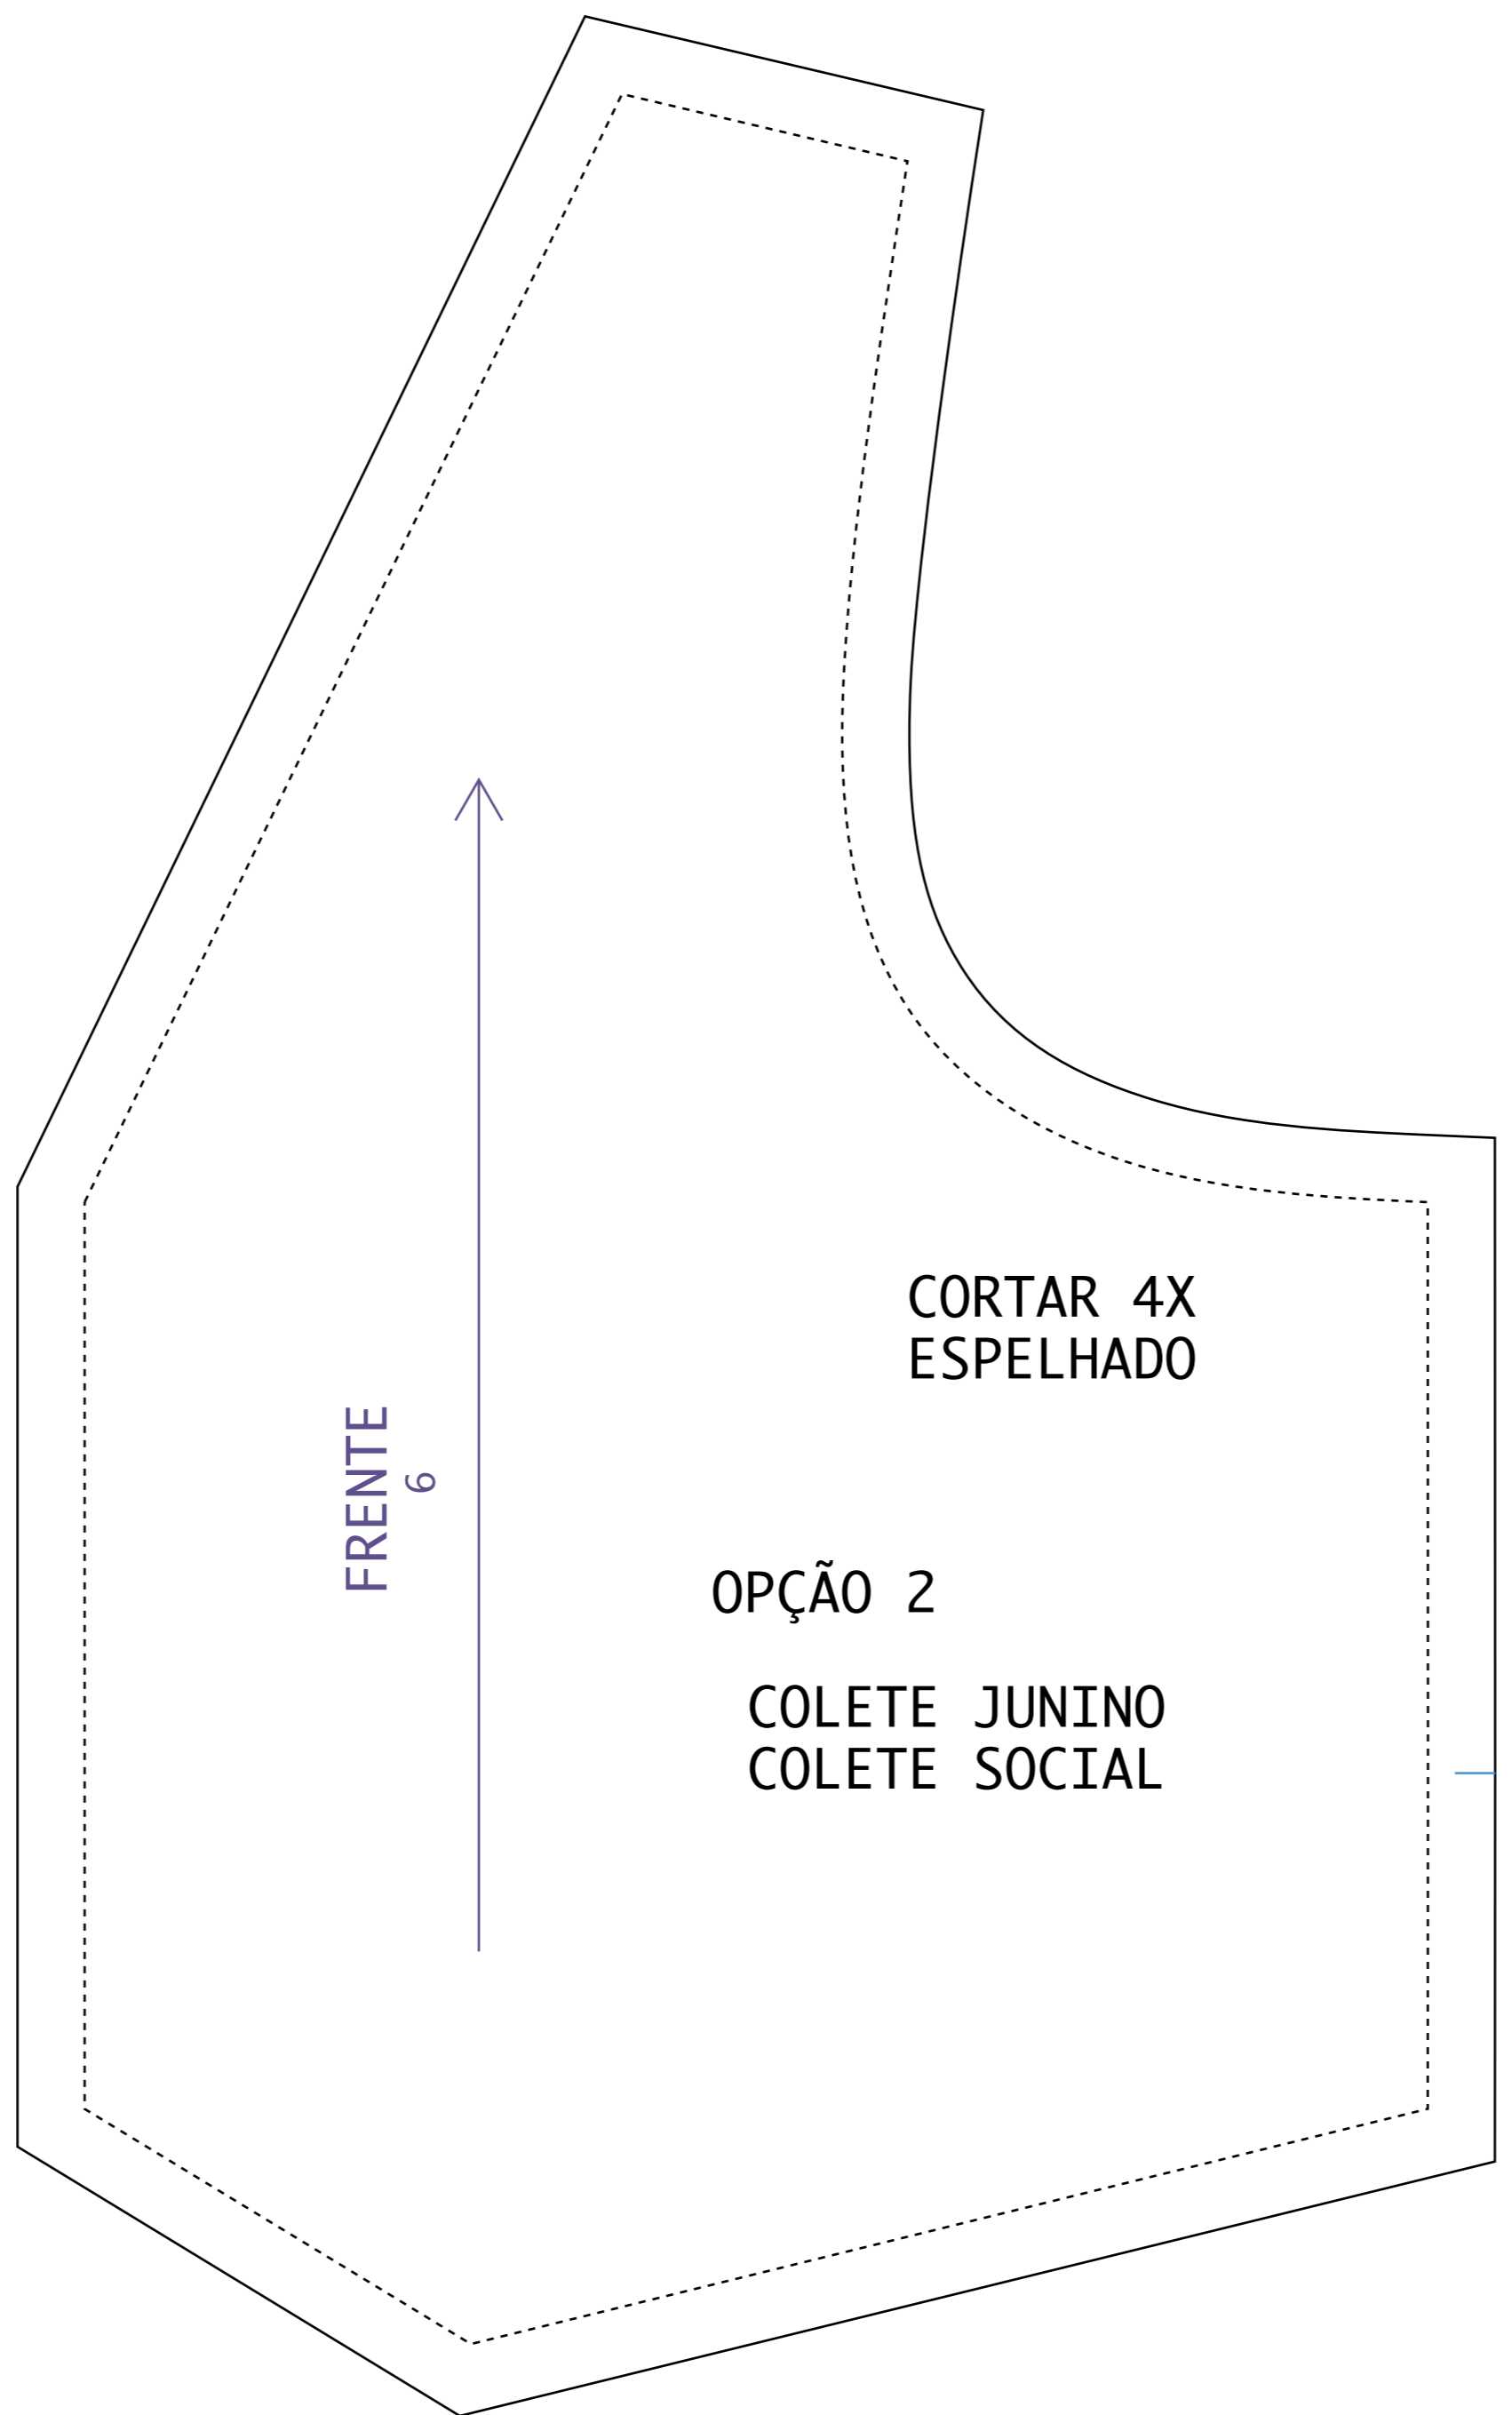 CORTAR 4X
ESPELHADO
FRENTE
6
OPÇÃO 2
COLETE JUNINO
COLETE SOCIAL